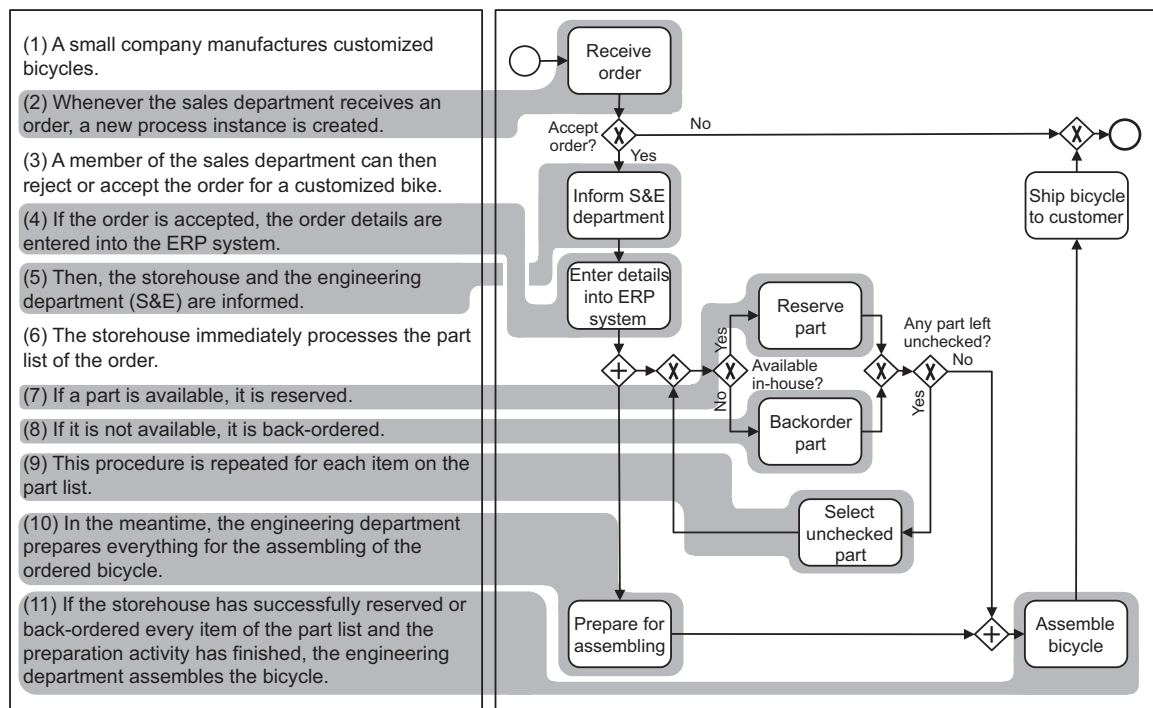 (1) A small company manufactures customized
bicycles.
(2) Whenever the sales department receives an
order, a new process instance is created.
(3) A member of the sales department can then
reject or accept the order for a customized bike.
(4) If the order is accepted, the order details are
entered into the ERP system.
(5) Then, the storehouse and the engineering
department (S&E) are informed.
(6) The storehouse immediately processes the part
list of the order.
(7) If a part is available, it is reserved.
(8) If it is not available, it is back-ordered.
(9) This procedure is repeated for each item on the
part list.
(10) In the meantime, the engineering department
prepares everything for the assembling of the
ordered bicycle.
(11) If the storehouse has successfully reserved or
back-ordered every item of the part list and the
preparation activity has finished, the engineering
department assembles the bicycle.
Receive
order
Accept
order?
No
Yes
Inform S&E
department
Ship bicycle
to customer
Enter details
into ERP
system
Reserve
part
Any part left
unchecked?
Yes
No
Available
in-house?
No
Yes
Backorder
part
Select
unchecked
part
Prepare for
assembling
Assemble
bicycle